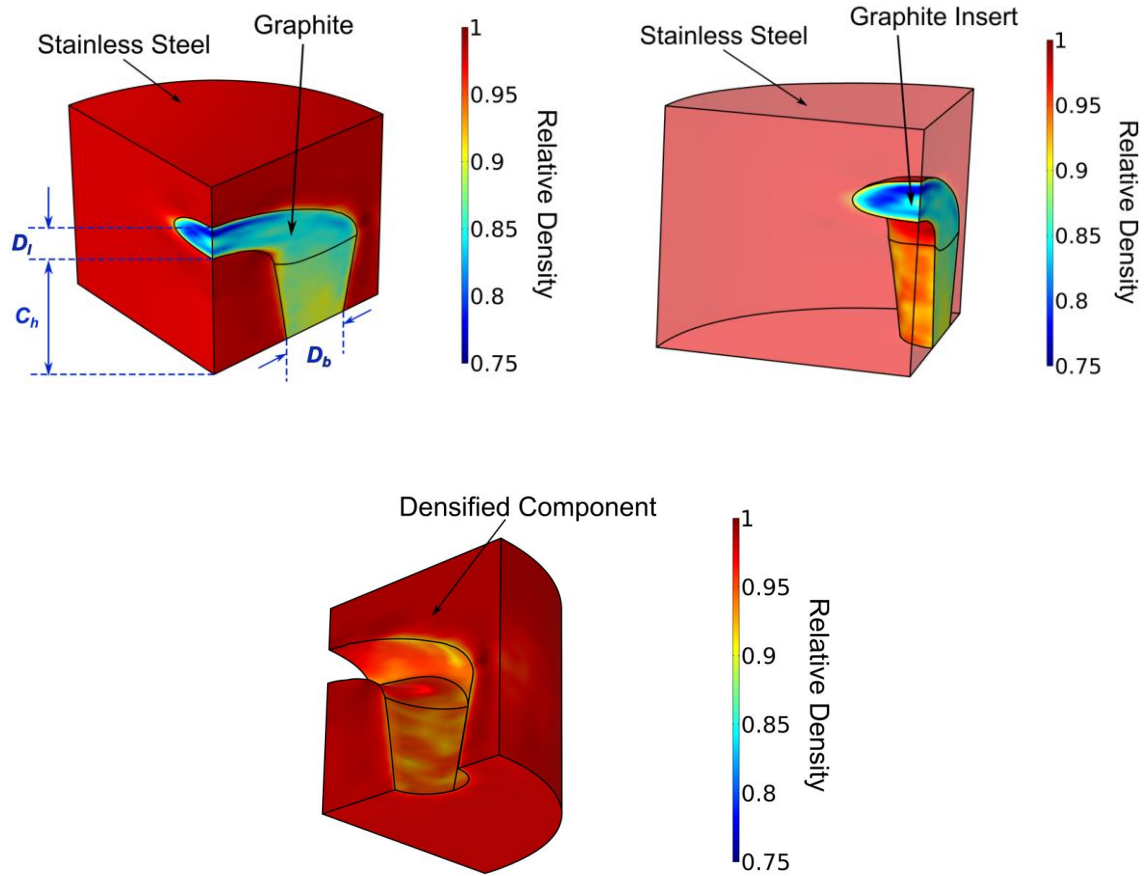 Stainless Steel
Graphite
1
0.95
0.9
0.85
0.8
0.75
Relative Density
D_l
C_h
D_b
Stainless Steel
Graphite Insert
1
0.95
0.9
0.85
0.8
0.75
Relative Density
Densified Component
1
0.95
0.9
0.85
0.8
0.75
Relative Density